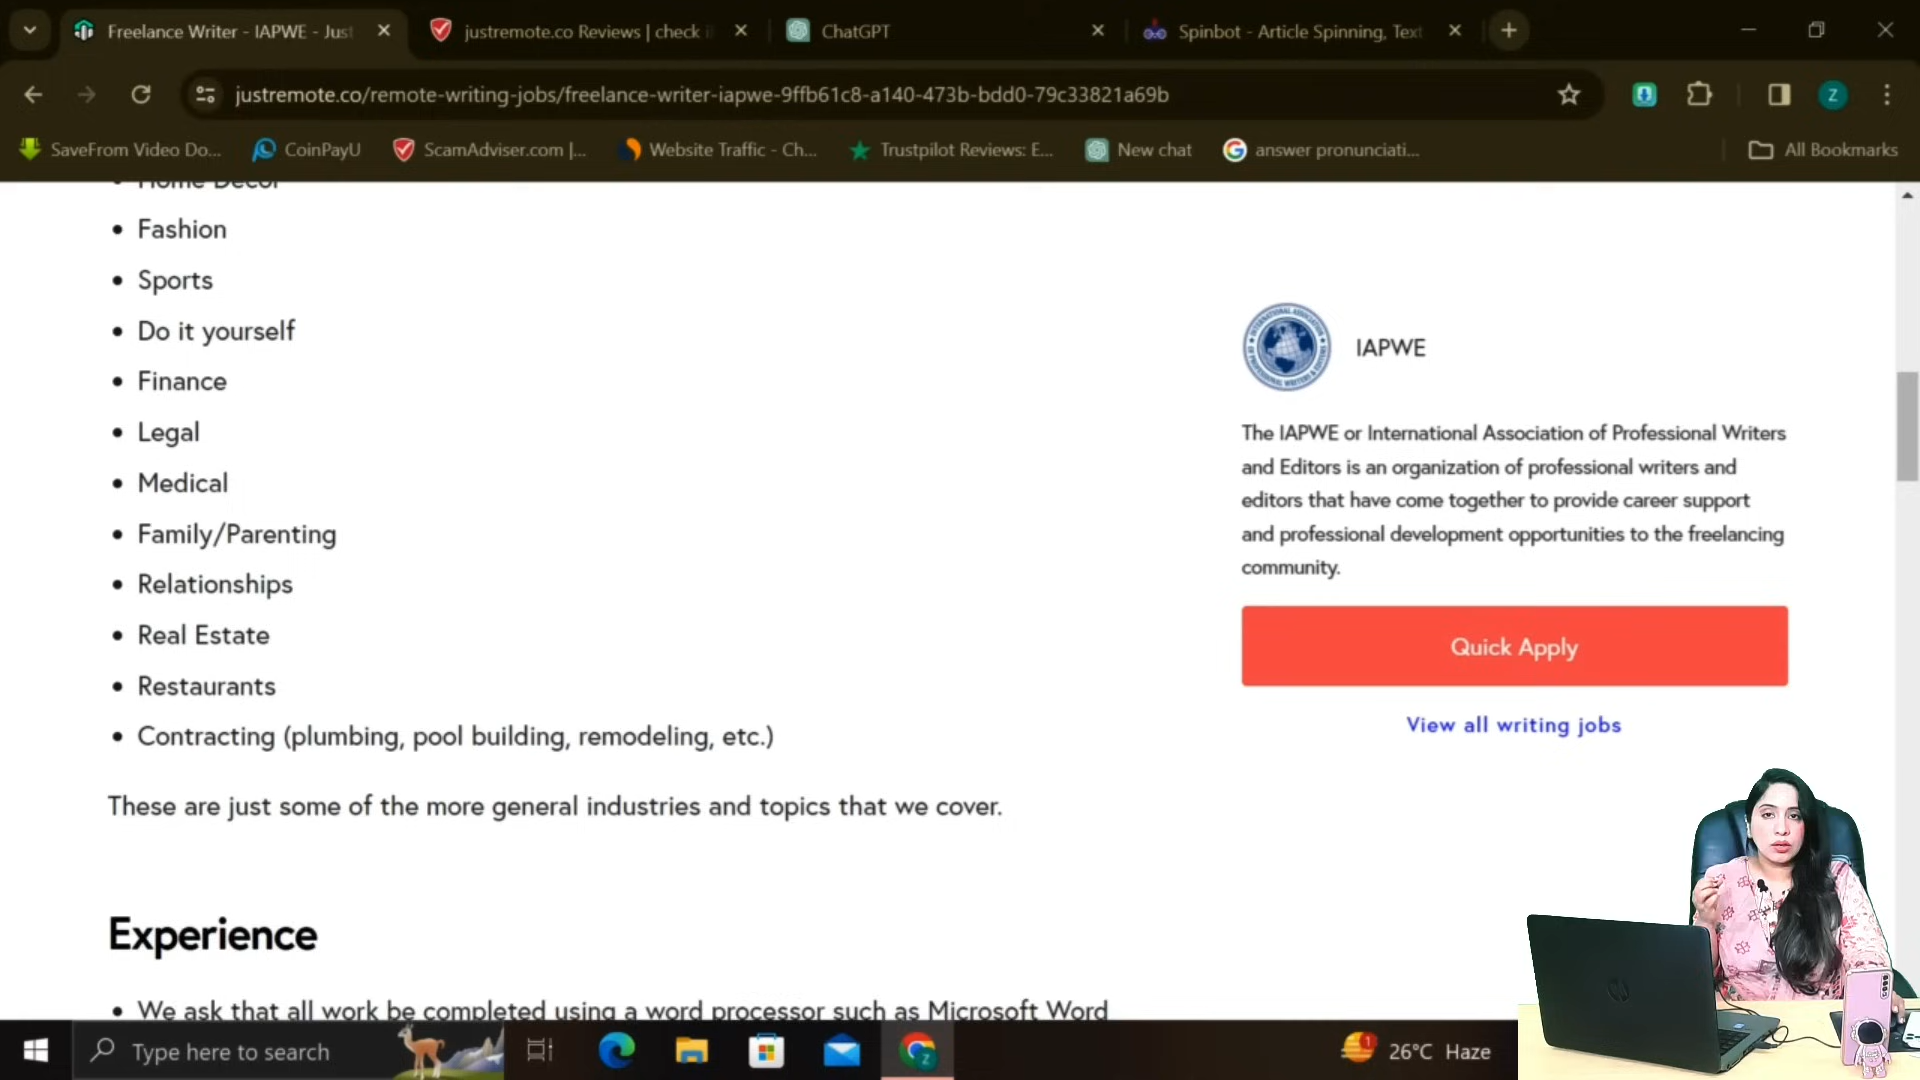 Freelance Writer - IAPWE - Just
justremote.co Reviews | check i
ChatGPT
Spinbot - Article Spinning, Text
justremote.co/remote-writing-jobs/freelance-writer-iapwe-9ffb61c8-a140-473b-bdd0-79c33821a69b
Z
SaveFrom Video Do...
CoinPayU
ScamAdviser.com |...
Website Traffic - Ch...
Trustpilot Reviews: E...
New chat
answer pronunciati...
All Bookmarks
• Home Decor
• Fashion
• Sports
• Do it yourself
• Finance
• Legal
• Medical
• Family/Parenting
• Relationships
• Real Estate
• Restaurants
• Contracting (plumbing, pool building, remodeling, etc.)
These are just some of the more general industries and topics that we cover.
Experience
• We ask that all work be completed using a word processor such as Microsoft Word
IAPWE
The IAPWE or International Association of Professional Writers
and Editors is an organization of professional writers and
editors that have come together to provide career support
and professional development opportunities to the freelancing
community.
Quick Apply
View all writing jobs
Type here to search
1
26°C Haze